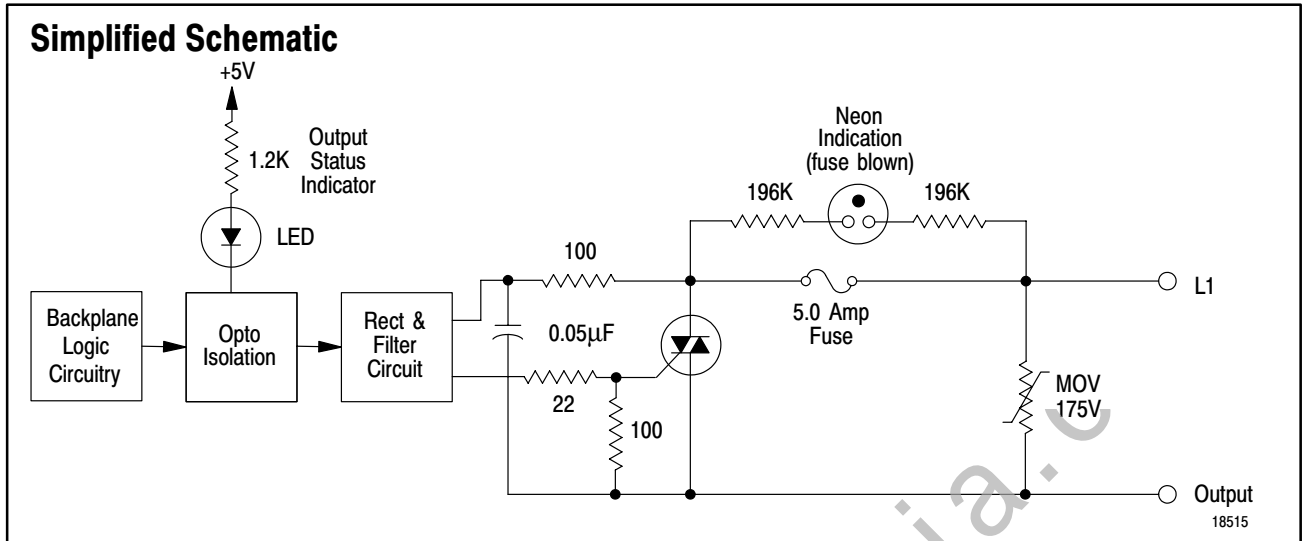 Simplified Schematic
+5V
1.2K
Output
Status
Indicator
LED
Backplane
Logic
Circuitry
Opto
Isolation
Rect &
Filter
Circuit
100
0.05µF
22
100
Neon
Indication
(fuse blown)
196K
196K
5.0 Amp
Fuse
L1
MOV
175V
Output
18515